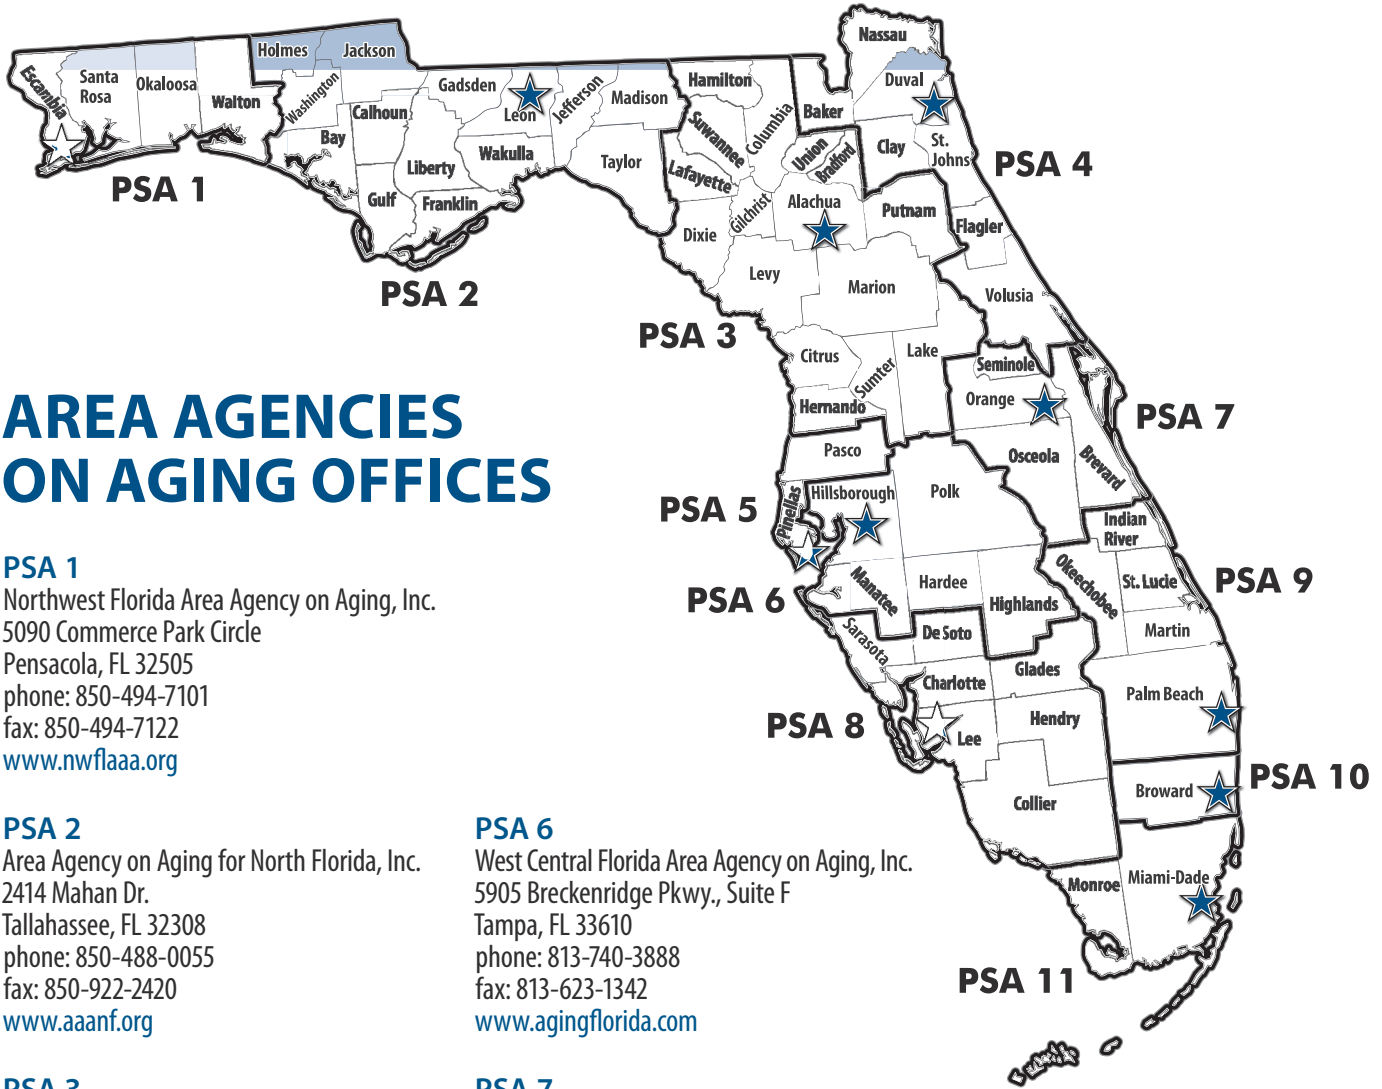 Nassau
Holmes
Jackson
Escambia
Santa
Rosa
Okaloosa
Walton
Washington
Bay
Calhoun
Gulf
Liberty
Franklin
Gadsden
Leon
Wakulla
Jefferson
Madison
Taylor
Hamilton
Suwannee
Lafayette
Columbia
Baker
Union
Bradford
Duval
Clay
St.
Johns
PSA 4
PSA 1
Dixie
Gilchrist
Alachua
Putnam
Flagler
PSA 2
Levy
Marion
Volusia
PSA 3
Citrus
Sumter
Lake
Seminole
Hernando
Orange
PSA 7
AREA AGENCIES
ON AGING OFFICES
Pasco
Osceola
Brevard
PSA 5
Pinellas
Hillsborough
Polk
Indian
River
PSA 6
Manatee
Hardee
Highlands
Okeechobee
St. Lucie
PSA 9
Sarasota
De Soto
Martin
Charlotte
Glades
Palm Beach
PSA 8
Lee
Hendry
PSA 10
Collier
Broward
Monroe
Miami-Dade
PSA 11
PSA 1
Northwest Florida Area Agency on Aging, Inc.
5090 Commerce Park Circle
Pensacola, FL 32505
phone: 850-494-7101
fax: 850-494-7122
www.nwflaaa.org
PSA 2
Area Agency on Aging for North Florida, Inc.
2414 Mahan Dr.
Tallahassee, FL 32308
phone: 850-488-0055
fax: 850-922-2420
www.aaanf.org
PSA 3
PSA 6
West Central Florida Area Agency on Aging, Inc.
5905 Breckenridge Pkwy., Suite F
Tampa, FL 33610
phone: 813-740-3888
fax: 813-623-1342
www.agingflorida.com
PSA 7